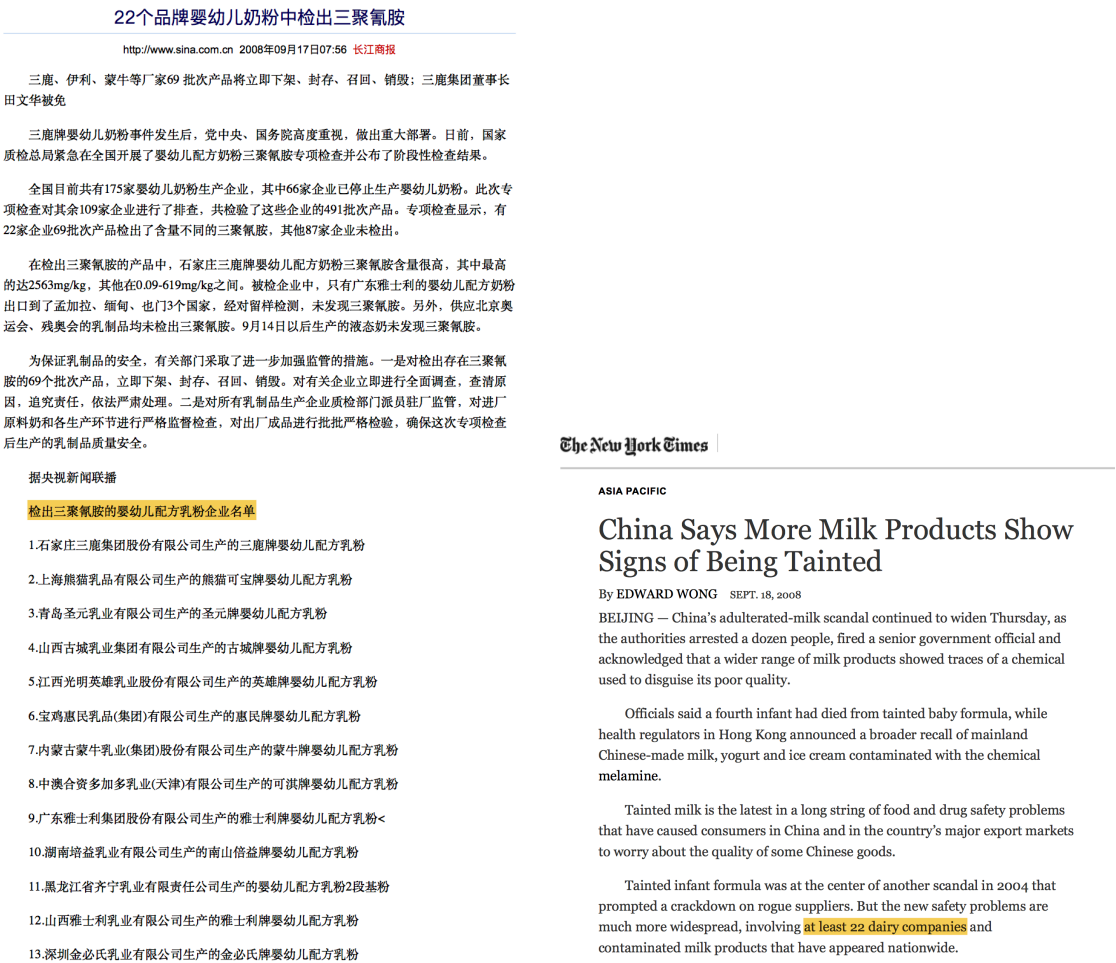 22个品牌婴幼儿奶粉中检出三聚氰胺
http://www.sina.com.cn 2008年09月17日07:56 长江商报
三鹿、伊利、蒙牛等厂家69 批次产品将立即下架、封存、召回、销毁；三鹿集团董事长
田文华被免
三鹿牌婴幼儿奶粉事件发生后，党中央、国务院高度重视，做出重大部署。日前，国家
质检总局紧急在全国开展了婴幼儿配方奶粉三聚氰胺专项检查并公布了阶段性检查结果。
全国目前共有175家婴幼儿奶粉生产企业，其中66家企业已停止生产婴幼儿奶粉。此次专
项检查对其余109家企业进行了排查，共检验了这些企业的491批次产品。专项检查显示，有
22家企业69批次产品检出了含量不同的三聚氰胺，其他87家企业未检出。
在检出三聚氰胺的产品中，石家庄三鹿牌婴幼儿配方奶粉三聚氰胺含量很高，其中最高
的达2563mg/kg，其他在0.09-619mg/kg之间。被检企业中，只有广东雅士利的婴幼儿配方奶粉
出口到了孟加拉、缅甸、也门3个国家，经对留样检测，未发现三聚氰胺。另外，供应北京奥
运会、残奥会的乳制品均未检出三聚氰胺。9月14日以后生产的液态奶未发现三聚氰胺。
为保证乳制品的安全，有关部门采取了进一步加强监管的措施。一是对检出存在三聚氰
胺的69个批次产品，立即下架、封存、召回、销毁。对有关企业立即进行全面调查，查清原
因，追究责任，依法严肃处理。二是对所有乳制品生产企业质检部门派员驻厂监管，对进厂
原料奶和各生产环节进行严格监督检查，对出厂成品进行批批严格检验，确保这次专项检查
后生产的乳制品质量安全。
据央视新闻联播
检出三聚氰胺的婴幼儿配方乳粉企业名单
1.石家庄三鹿集团股份有限公司生产的三鹿牌婴幼儿配方乳粉
2.上海熊猫乳品有限公司生产的熊猫可宝牌婴幼儿配方乳粉
3.青岛圣元乳业有限公司生产的圣元牌婴幼儿配方乳粉
4.山西古城乳业集团有限公司生产的古城牌婴幼儿配方乳粉
5.江西光明英雄乳业股份有限公司生产的英雄牌婴幼儿配方乳粉
6.宝鸡惠民乳品(集团)有限公司生产的惠民牌婴幼儿配方乳粉
7.内蒙古蒙牛乳业(集团)股份有限公司生产的蒙牛牌婴幼儿配方乳粉
8.中澳合资多加多乳业(天津)有限公司生产的可淇牌婴幼儿配方乳粉
9.广东雅士利集团股份有限公司生产的雅士利牌婴幼儿配方乳粉<
10.湖南培益乳业有限公司生产的南山倍益牌婴幼儿配方乳粉
11.黑龙江省齐宁乳业有限责任公司生产的婴幼儿配方乳粉2段基粉
12.山西雅士利乳业有限公司生产的雅士利牌婴幼儿配方乳粉
13.深圳金必氏乳业有限公司生产的金必氏牌婴幼儿配方乳粉
The New York Times
ASIA PACIFIC
China Says More Milk Products Show
Signs of Being Tainted
By EDWARD WONG SEPT. 18, 2008
BEIJING — China's adulterated-milk scandal continued to widen Thursday, as
the authorities arrested a dozen people, fired a senior government official and
acknowledged that a wider range of milk products showed traces of a chemical
used to disguise its poor quality.
Officials said a fourth infant had died from tainted baby formula, while
health regulators in Hong Kong announced a broader recall of mainland
Chinese-made milk, yogurt and ice cream contaminated with the chemical
melamine.
Tainted milk is the latest in a long string of food and drug safety problems
that have caused consumers in China and in the country's major export markets
to worry about the quality of some Chinese goods.
Tainted infant formula was at the center of another scandal in 2004 that
prompted a crackdown on rogue suppliers. But the new safety problems are
much more widespread, involving at least 22 dairy companies and
contaminated milk products that have appeared nationwide.